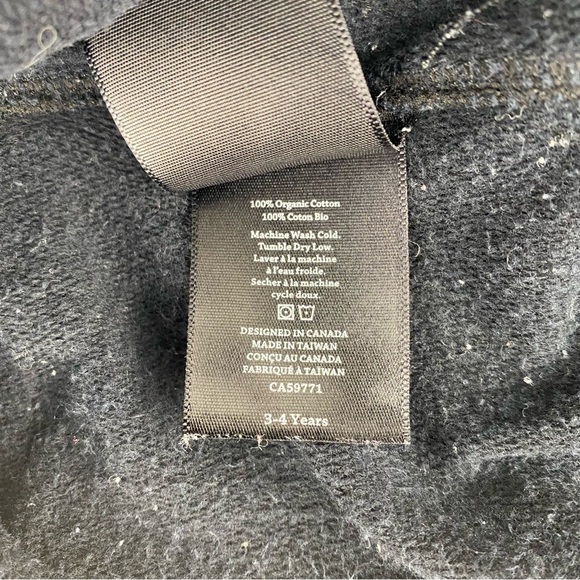 100% Organic Cotton
100% Coton Bio
Machine Wash Cold.
Tumble Dry Low.
Laver à la machine
à l'eau froide.
Secher à la machine
cycle doux.
DESIGNED IN CANADA
MADE IN TAIWAN
CONÇU AU CANADA
FABRIQUÉ À TAÏWAN
CA59771
3-4 Years